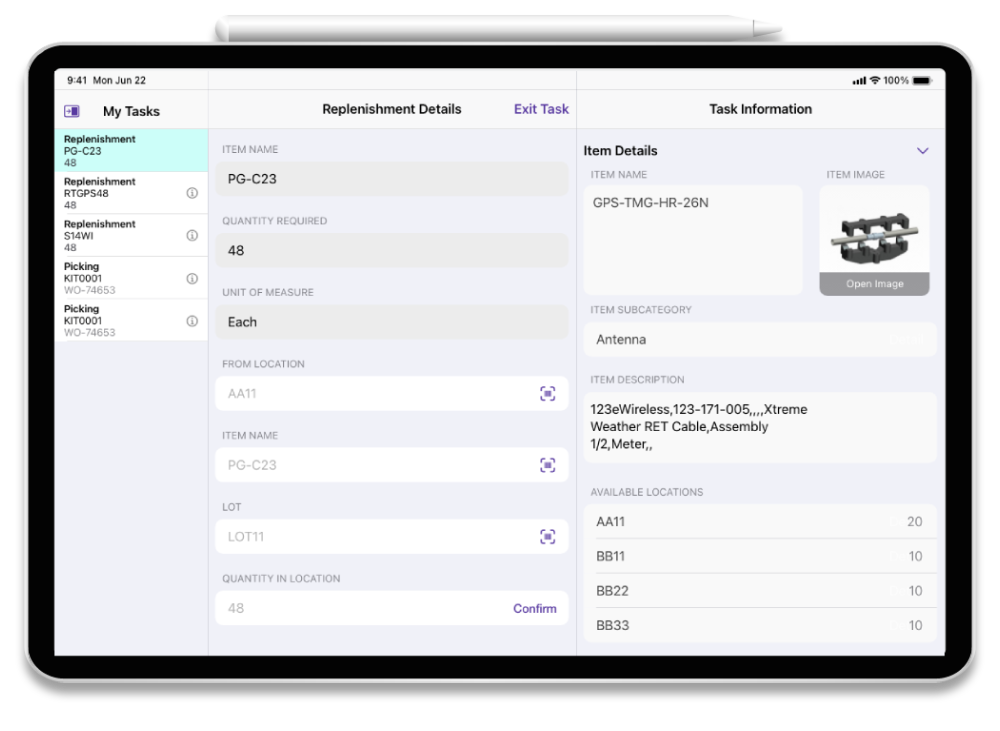 9:41 Mon Jun 22
100%
My Tasks
Replenishment
PG-C23
48
Replenishment
RTGPS48
48
Replenishment
S14WI
48
Picking
KIT0001
WO-74653
Picking
KIT0001
WO-74653
Replenishment Details
Exit Task
ITEM NAME
PG-C23
QUANTITY REQUIRED
48
UNIT OF MEASURE
Each
FROM LOCATION
AA11
ITEM NAME
PG-C23
LOT
LOT11
QUANTITY IN LOCATION
48
Confirm
Task Information
Item Details
ITEM NAME
GPS-TMG-HR-26N
ITEM IMAGE
Open Image
ITEM SUBCATEGORY
Antenna
ITEM DESCRIPTION
123eWireless,123-171-005,,,,Xtreme
Weather RET Cable,Assembly
1/2,Meter,,
AVAILABLE LOCATIONS
AA11 20
BB11 10
BB22 10
BB33 10